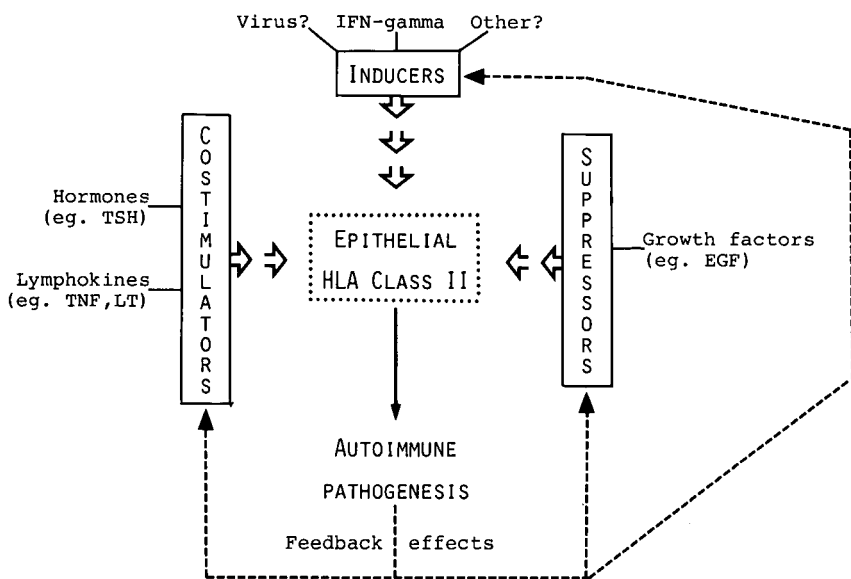 Virus? IFN-gamma Other?
INDUCERS
COSTIMULATORS
SUPPRESSORS
Hormones
(eg. TSH)
Lymphokines
(eg. TNF,LT)
EPITHELIAL
HLA CLASS II
Growth factors
(eg. EGF)
AUTOIMMUNE
PATHOGENESIS
Feedback effects